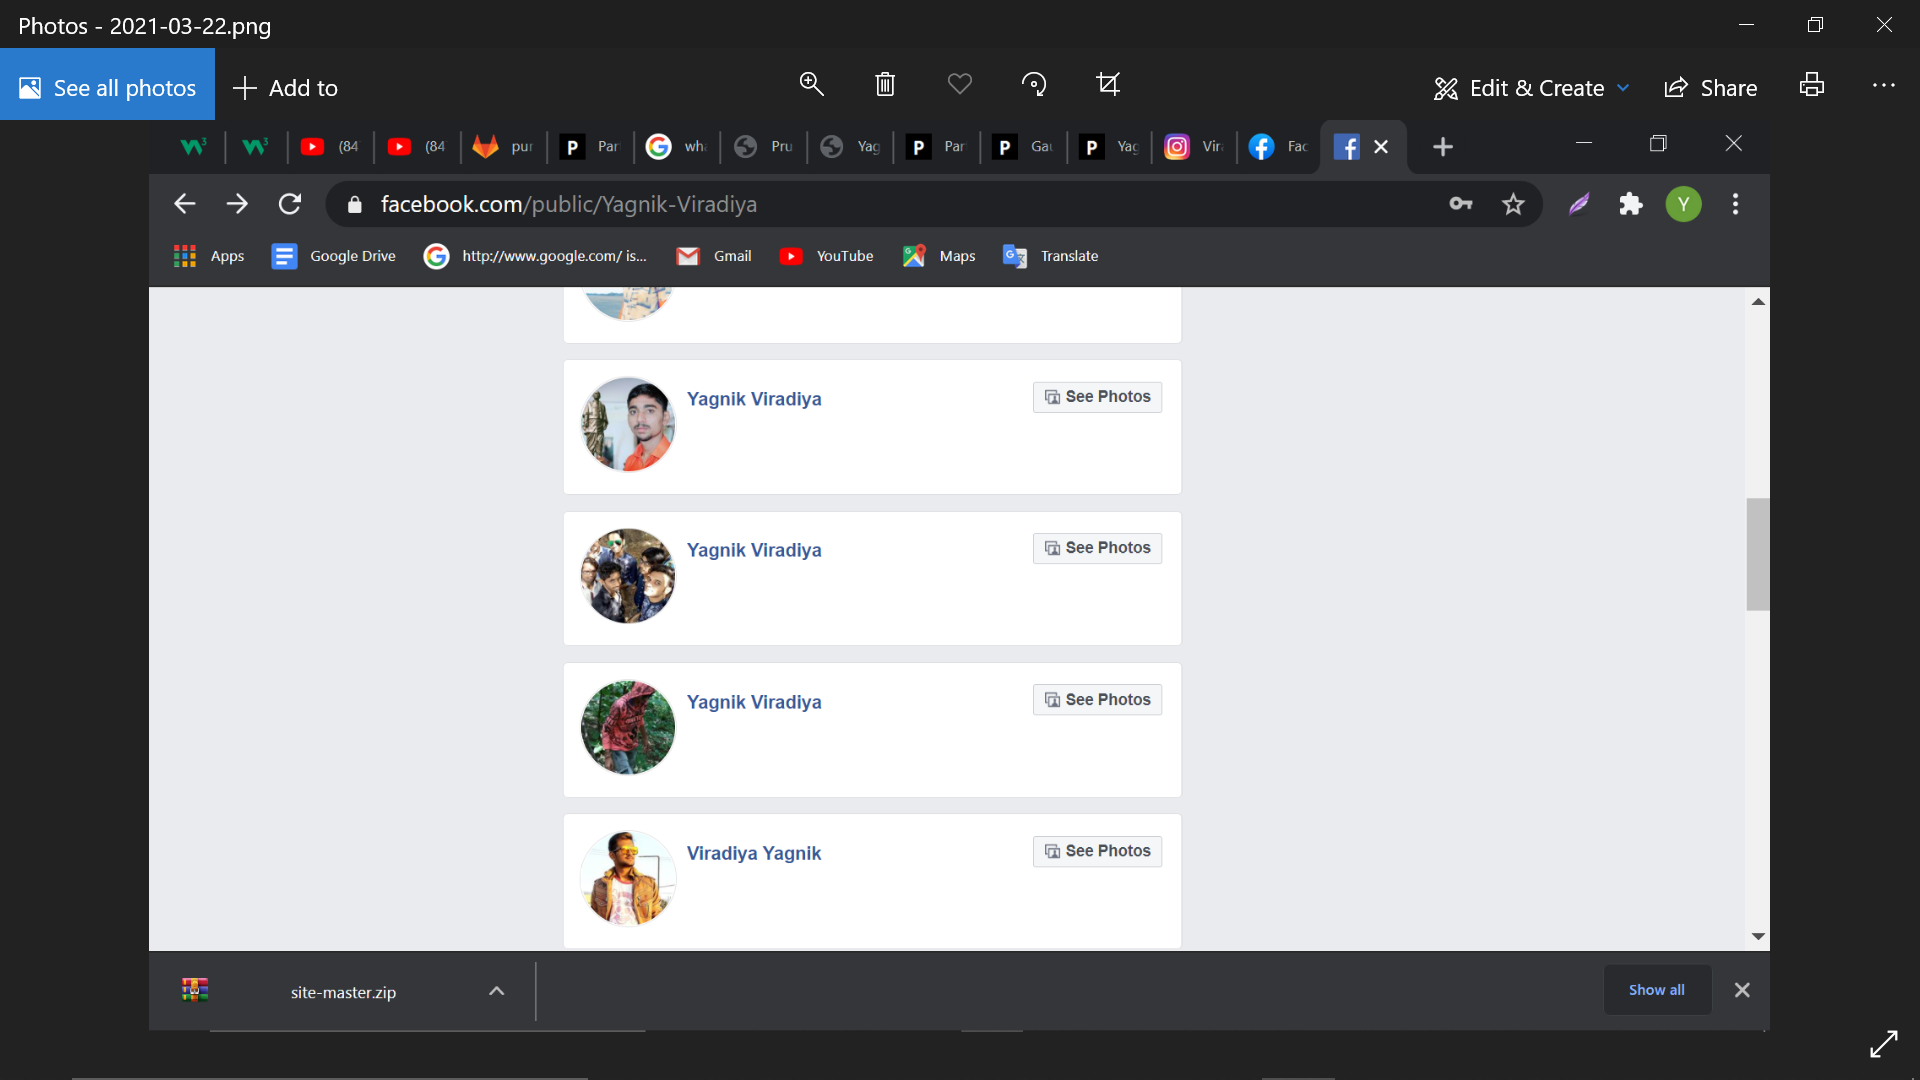 Photos - 2021-03-22.png
See all photos
Add to
Edit & Create
Share
(84
(84
pur
Par
wh
Pru
Yag
Par
Gau
Yag
Vir
Fac
facebook.com/public/Yagnik-Viradiya
Y
Apps
Google Drive
http://www.google.com/ is...
Gmail
YouTube
Maps
Translate
Yagnik Viradiya
See Photos
Yagnik Viradiya
See Photos
Yagnik Viradiya
See Photos
Viradiya Yagnik
See Photos
site-master.zip
Show all